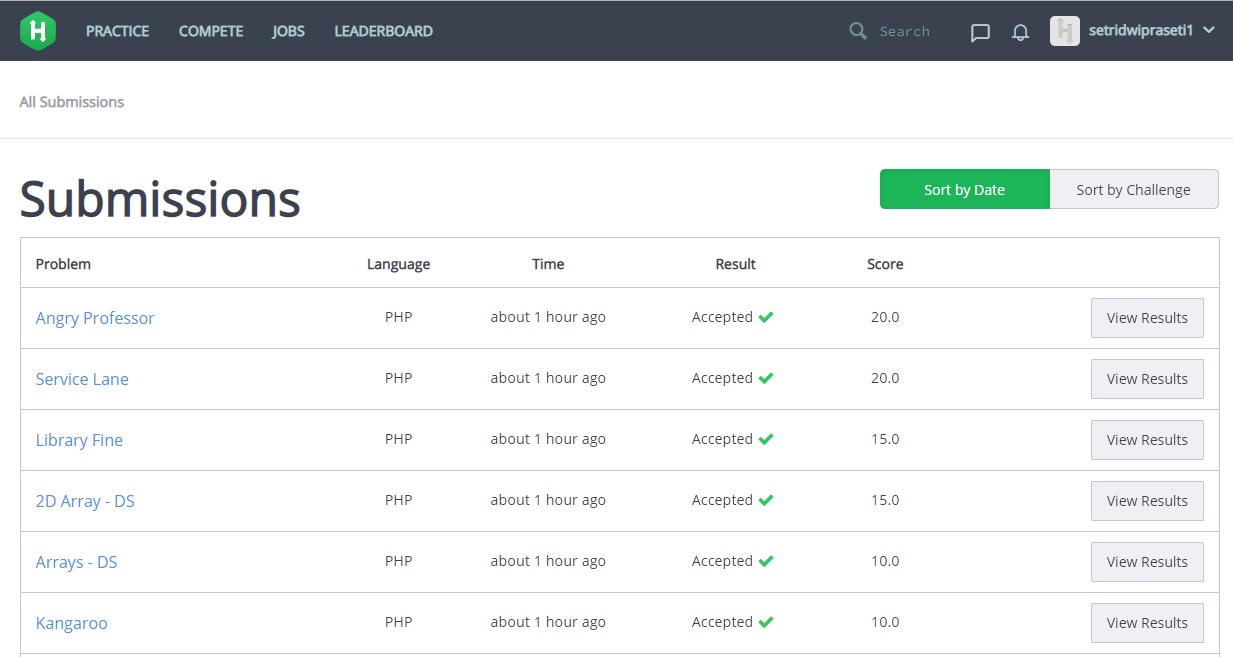 H PRACTICE COMPETE JOBS LEADERBOARD Search H setridwipraseti1
All Submissions
Submissions Sort by Date Sort by Challenge
Problem Language Time Result Score
Angry Professor PHP about 1 hour ago Accepted 20.0 View Results
Service Lane PHP about 1 hour ago Accepted 20.0 View Results
Library Fine PHP about 1 hour ago Accepted 15.0 View Results
2D Array - DS PHP about 1 hour ago Accepted 15.0 View Results
Arrays - DS PHP about 1 hour ago Accepted 10.0 View Results
Kangaroo PHP about 1 hour ago Accepted 10.0 View Results